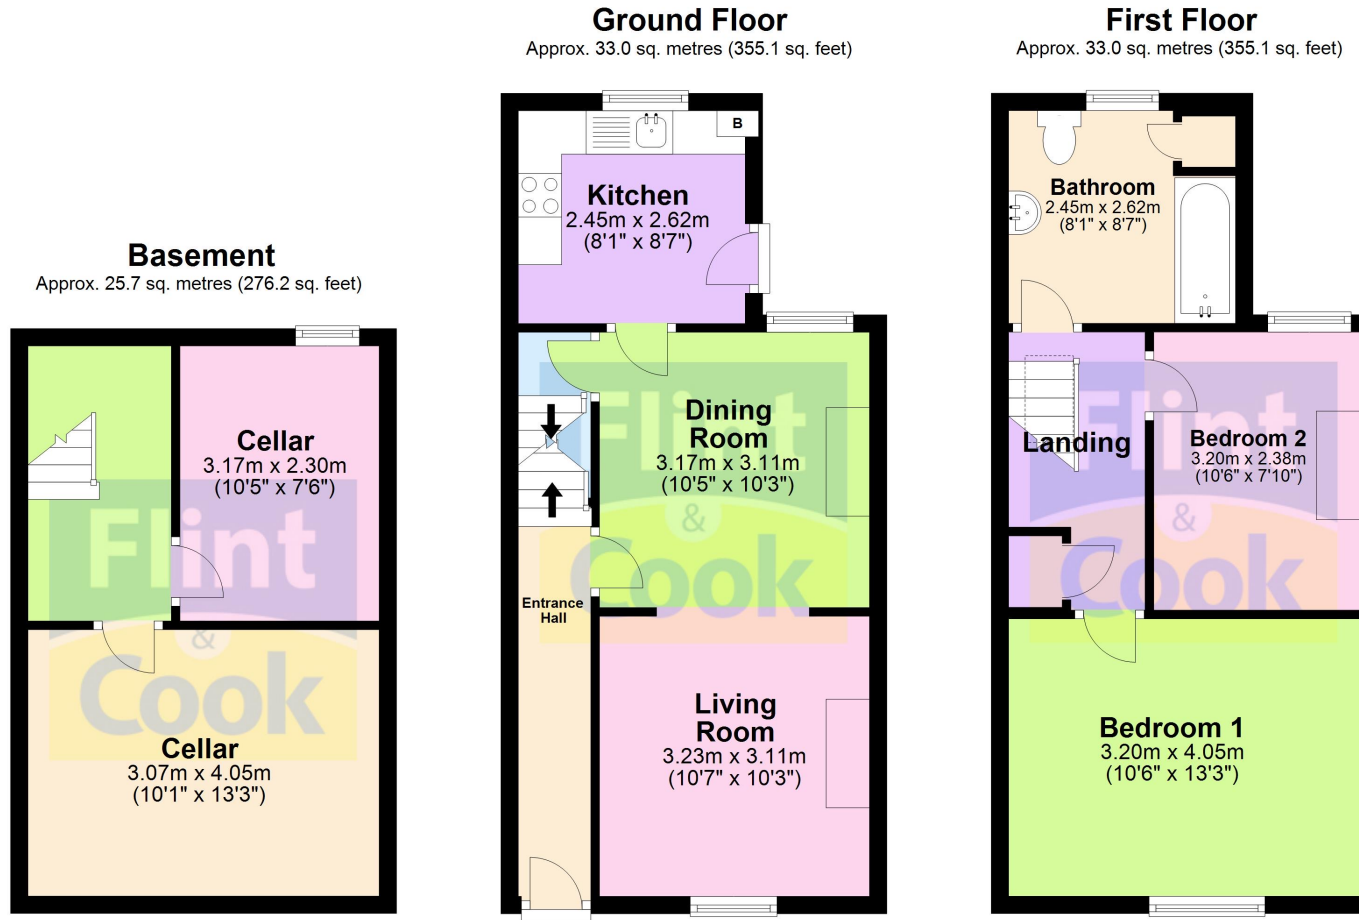 Ground Floor
Approx. 33.0 sq. metres (355.1 sq. feet)
First Floor
Approx. 33.0 sq. metres (355.1 sq. feet)
Basement
Approx. 25.7 sq. metres (276.2 sq. feet)
Cellar
3.17m x 2.30m
(10'5" x 7'6")
Flint
&
Cook
Cellar
3.07m x 4.05m
(10'1" x 13'3")
B
Kitchen
2.45m x 2.62m
(8'1" x 8'7")
Flint
Dining
Room
3.17m x 3.11m
(10'5" x 10'3")
&
Cook
Entrance
Hall
Living
Room
3.23m x 3.11m
(10'7" x 10'3")
Bathroom
2.45m x 2.62m
(8'1" x 8'7")
Flint
Landing
Bedroom 2
3.20m x 2.38m
(10'6" x 7'10")
&
Cook
Bedroom 1
3.20m x 4.05m
(10'6" x 13'3")